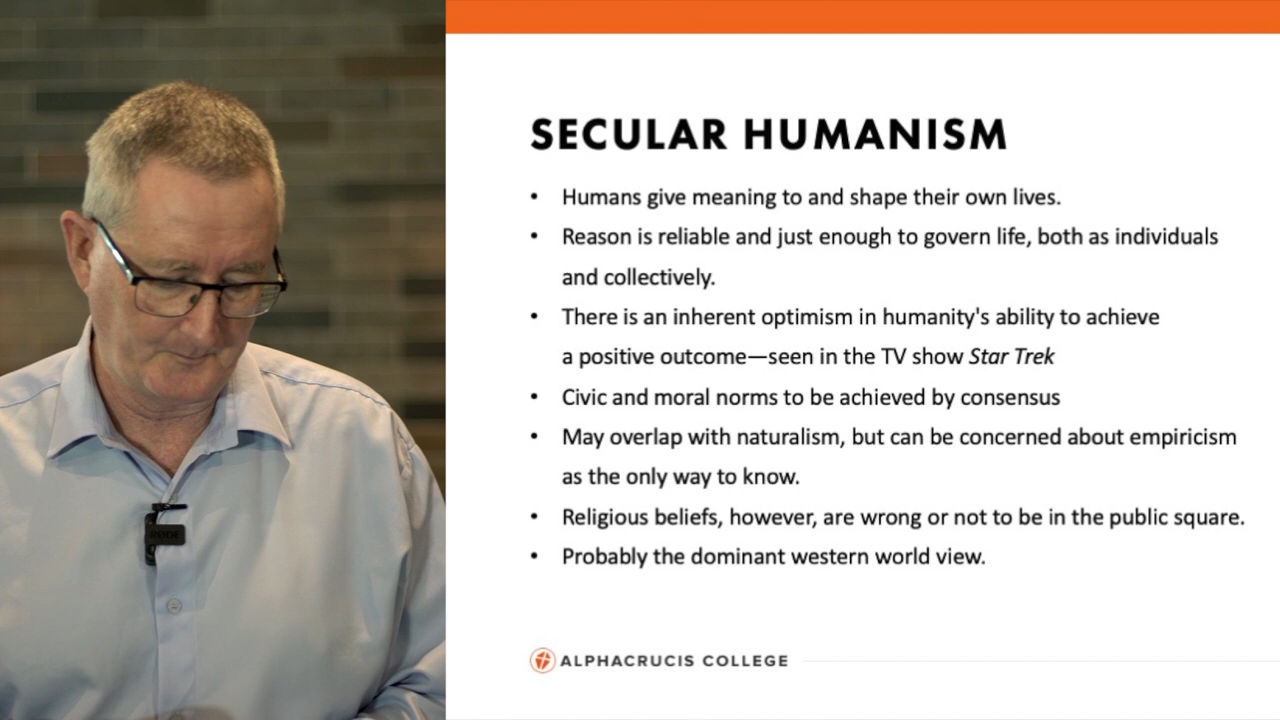 SECULAR HUMANISM
• Humans give meaning to and shape their own lives.
• Reason is reliable and just enough to govern life, both as individuals
and collectively.
• There is an inherent optimism in humanity's ability to achieve
a positive outcome—seen in the TV show Star Trek
• Civic and moral norms to be achieved by consensus
• May overlap with naturalism, but can be concerned about empiricism
as the only way to know.
• Religious beliefs, however, are wrong or not to be in the public square.
• Probably the dominant western world view.
RODE
ALPHACRUCIS COLLEGE